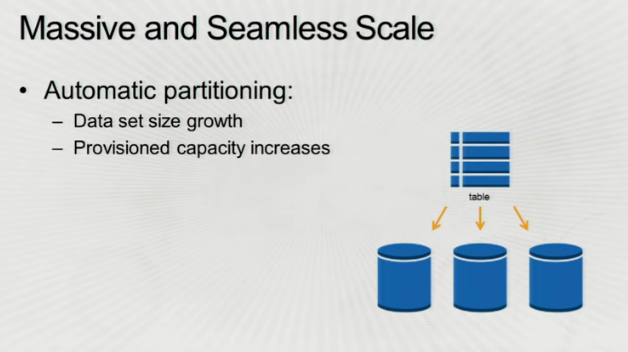 Massive and Seamless Scale
• Automatic partitioning:
– Data set size growth
– Provisioned capacity increases
table